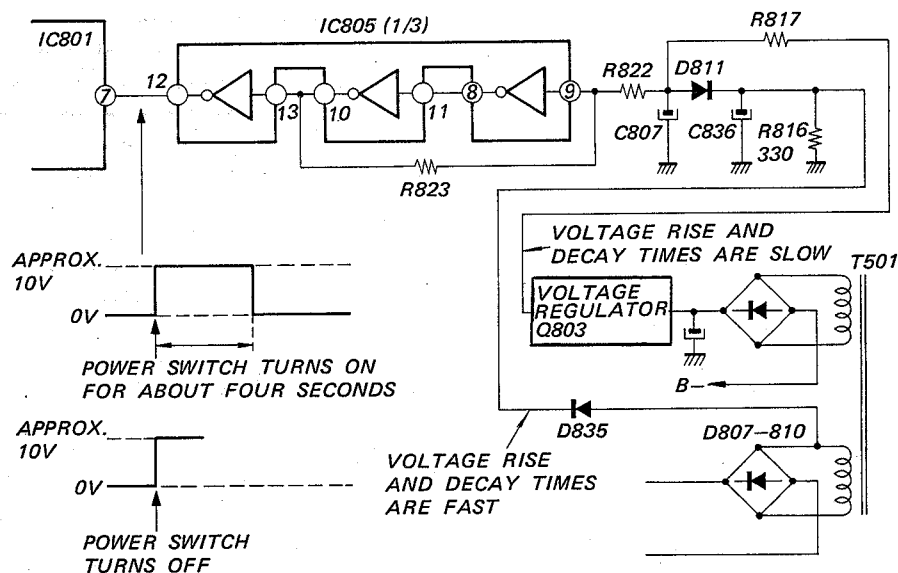 IC801
IC805 (1/3)
R817
7
12
13
10
11
8
9
R822
D811
C807
C836
R816
330
R823
VOLTAGE RISE AND
DECAY TIMES ARE SLOW
T501
APPROX.
10V
0V
VOLTAGE
REGULATOR
Q803
POWER SWITCH TURNS ON
FOR ABOUT FOUR SECONDS
B–
APPROX.
10V
0V
D835
D807–810
VOLTAGE RISE
AND DECAY TIMES
ARE FAST
POWER SWITCH
TURNS OFF